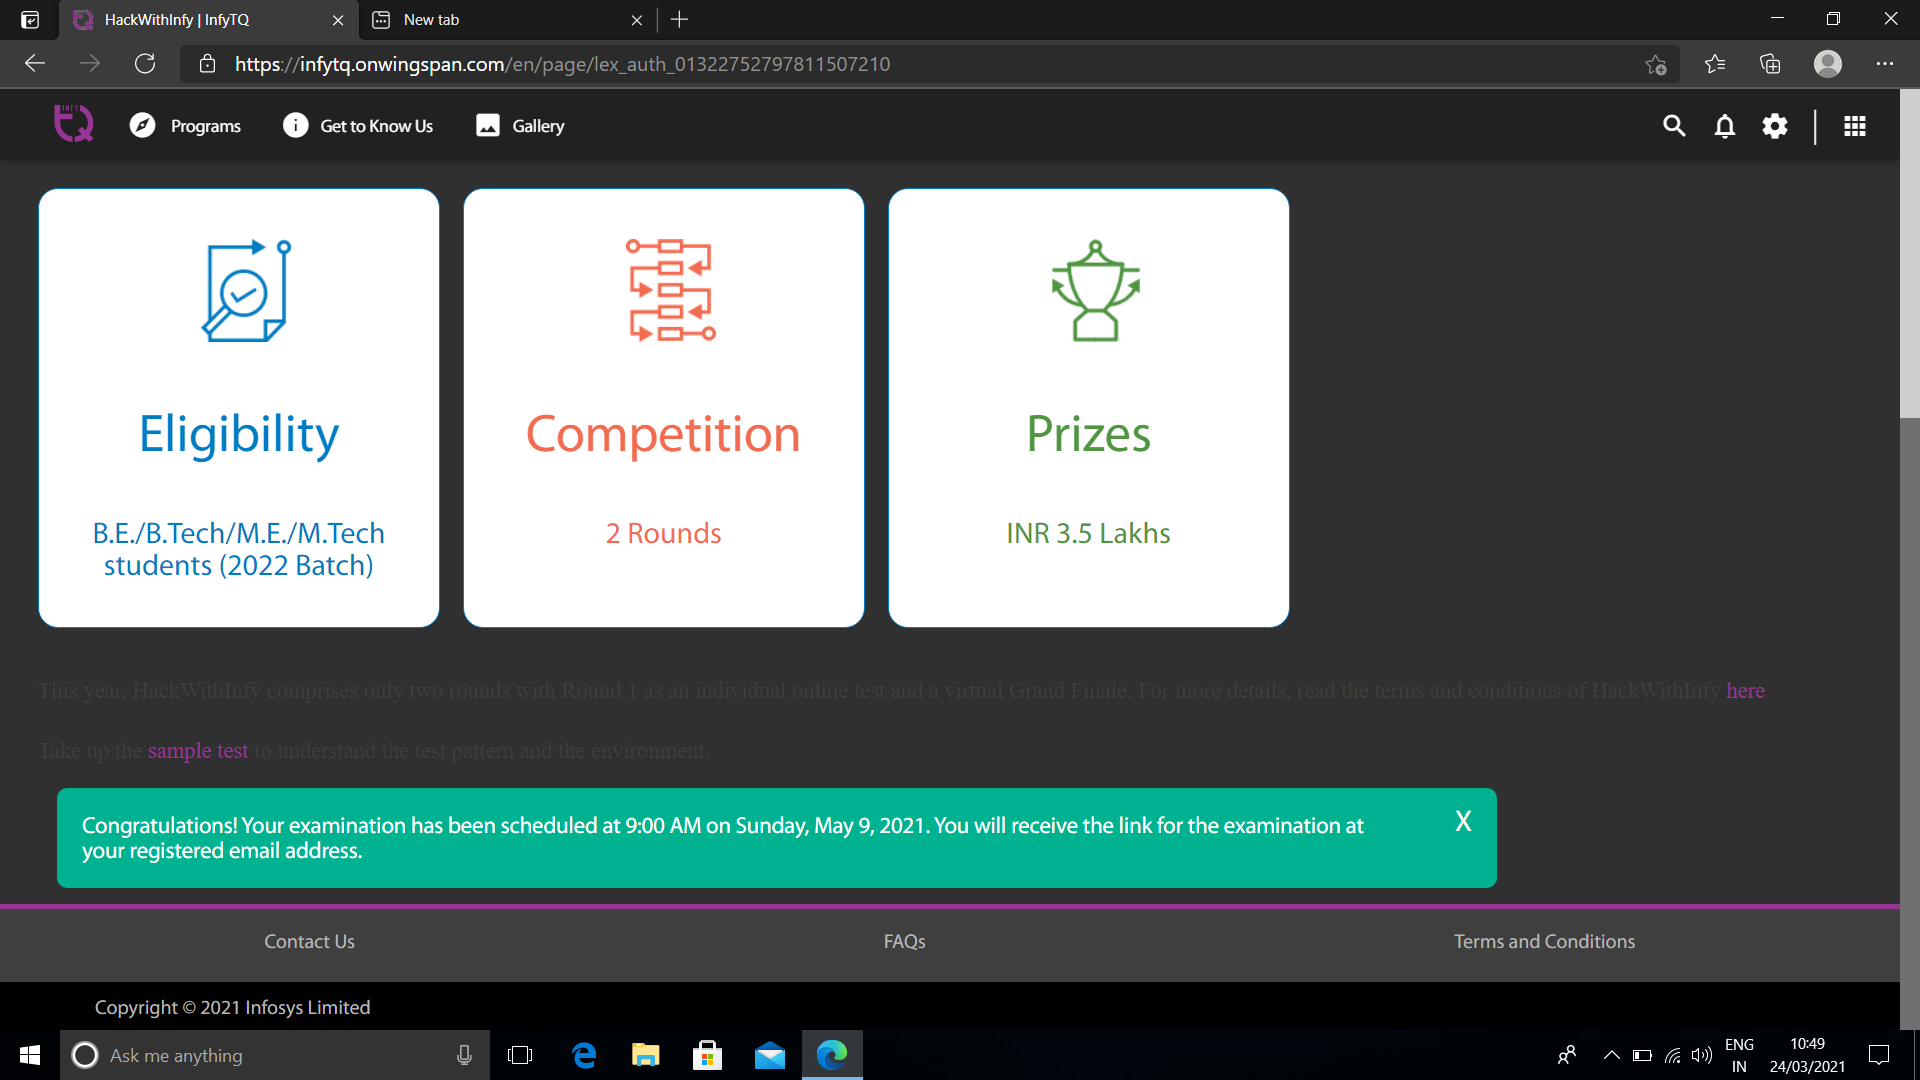 HackWithInfy | InfyTQ
New tab
https://infytq.onwingspan.com/en/page/lex_auth_01322752797811507210
INFY
TQ
Programs
Get to Know Us
Gallery
Eligibility
B.E./B.Tech/M.E./M.Tech
students (2022 Batch)
Competition
2 Rounds
Prizes
INR 3.5 Lakhs
This year, HackWithInfy comprises only two rounds with Round 1 as an individual online test and a virtual Grand Finale. For more details, read the terms and conditions of HackWithInfy here.
Take up the sample test to understand the test pattern and the environment.
Congratulations! Your examination has been scheduled at 9:00 AM on Sunday, May 9, 2021. You will receive the link for the examination at
your registered email address.
X
Contact Us
FAQs
Terms and Conditions
Copyright © 2021 Infosys Limited
Ask me anything
ENG
IN
10:49
24/03/2021